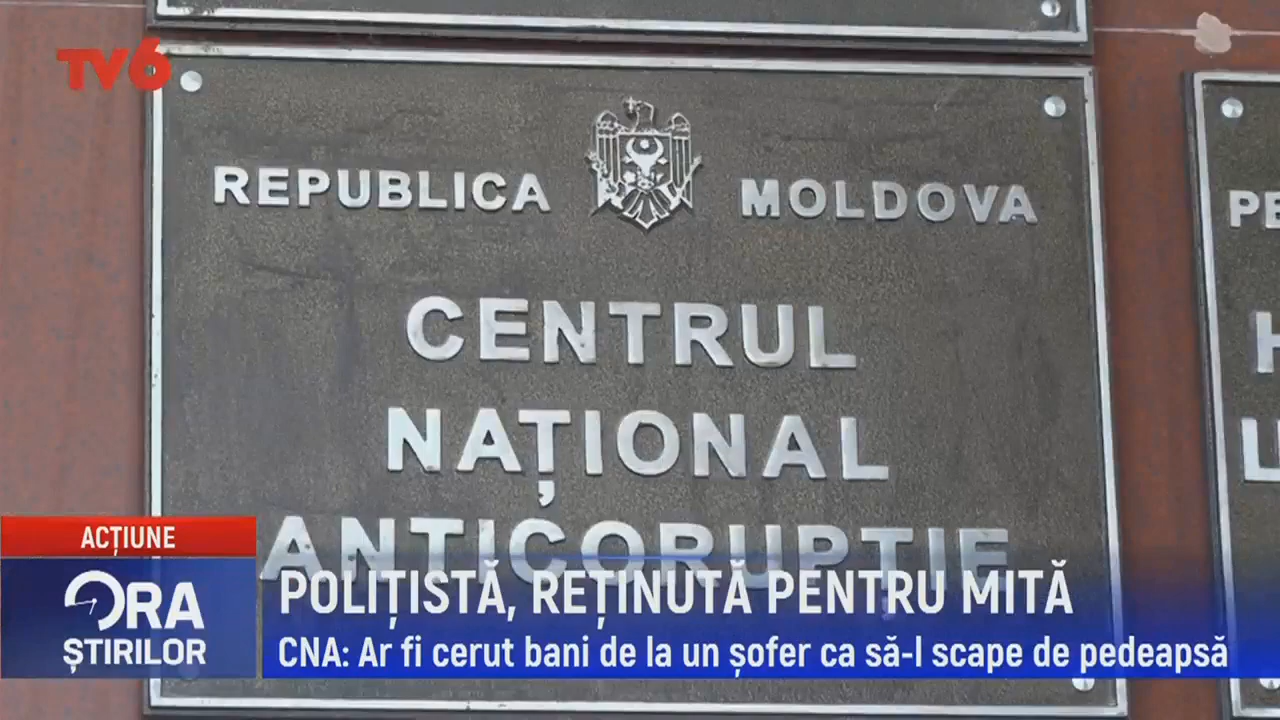 TV6
REPUBLICA MOLDOVA
CENTRUL
NAȚIONAL
ANTICORUPȚIE
PE
H
ACȚIUNE
ORA
ȘTIRILOR
POLIȚISTĂ, REȚINUTĂ PENTRU MITĂ
CNA: Ar fi cerut bani de la un șofer ca să-l scape de pedeapsă